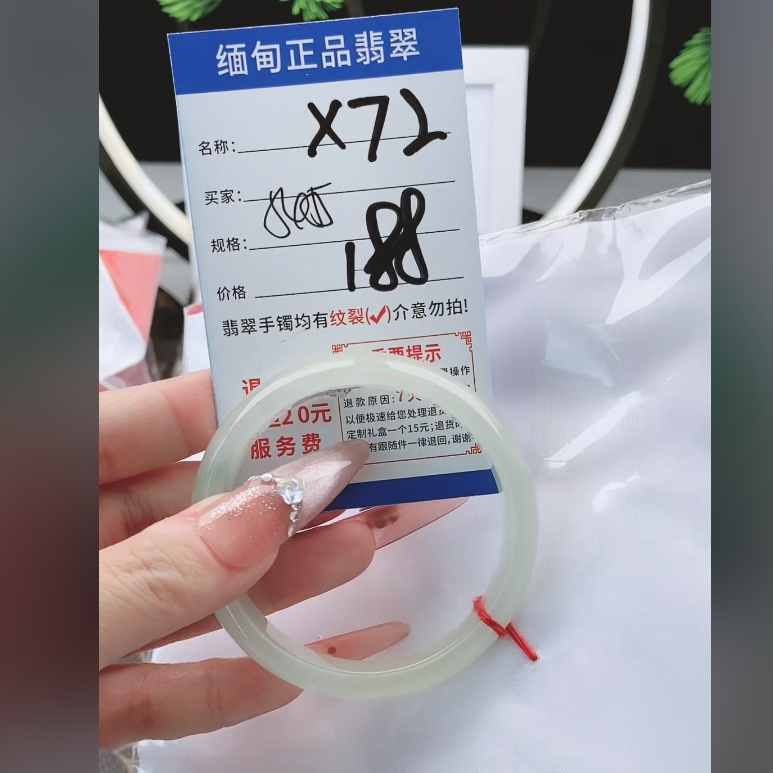 缅甸正品翡翠
名称: X72
买家:
规格:
价格 188
翡翠手镯均有纹裂(✓)介意勿拍!
提示
操作
退款原因:7
20元
以便极速给您处理退
服务费
定制礼盒一个15元;退货
有跟随件一律退回,谢谢